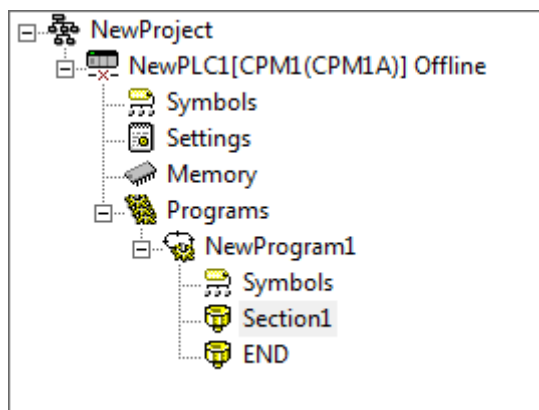 NewProject
NewPLC1[CPM1(CPM1A)] Offline
Symbols
Settings
Memory
Programs
NewProgram1
Symbols
Section1
END